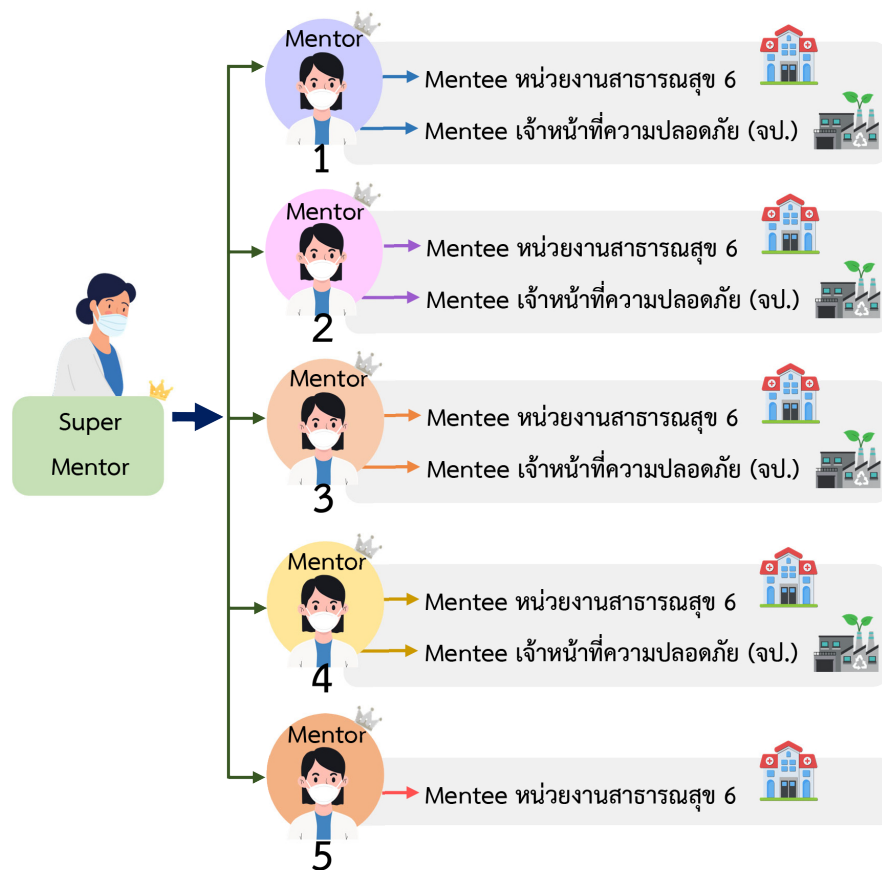 Mentor
Mentee หน่วยงานสาธารณสุข 6
Mentee เจ้าหน้าที่ความปลอดภัย (จป.)
1
Mentor
Mentee หน่วยงานสาธารณสุข 6
Mentee เจ้าหน้าที่ความปลอดภัย (จป.)
2
Super
Mentor
Mentor
Mentee หน่วยงานสาธารณสุข 6
Mentee เจ้าหน้าที่ความปลอดภัย (จป.)
3
Mentor
Mentee หน่วยงานสาธารณสุข 6
Mentee เจ้าหน้าที่ความปลอดภัย (จป.)
4
Mentor
Mentee หน่วยงานสาธารณสุข 6
5